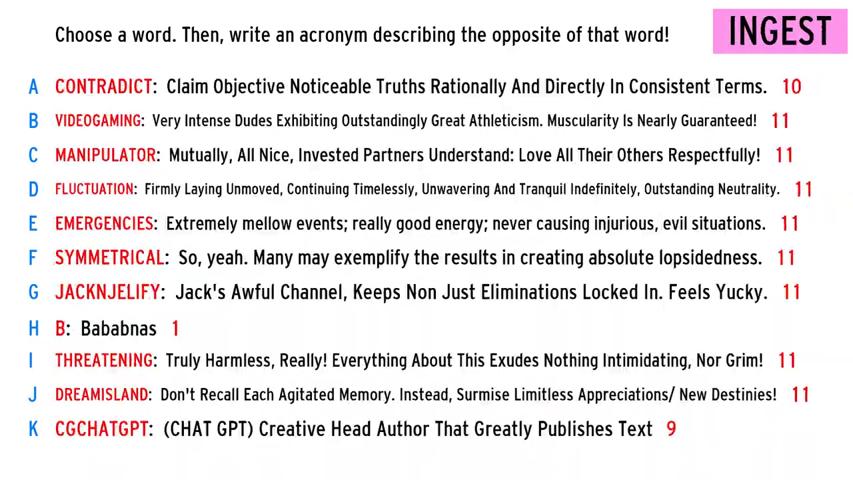 Choose a word. Then, write an acronym describing the opposite of that word!
INGEST
A CONTRADICT: Claim Objective Noticeable Truths Rationally And Directly In Consistent Terms. 10
B VIDEOGAMING: Very Intense Dudes Exhibiting Outstandingly Great Athleticism. Muscularity Is Nearly Guaranteed! 11
C MANIPULATOR: Mutually, All Nice, Invested Partners Understand: Love All Their Others Respectfully! 11
D FLUCTUATION: Firmly Laying Unmoved, Continuing Timelessly, Unwavering And Tranquil Indefinitely, Outstanding Neutrality. 11
E EMERGENCIES: Extremely mellow events; really good energy; never causing injurious, evil situations. 11
F SYMMETRICAL: So, yeah. Many may exemplify the results in creating absolute lopsidedness. 11
G JACKNJELIFY: Jack's Awful Channel, Keeps Non Just Eliminations Locked In. Feels Yucky. 11
H B: Bababnas 1
I THREATENING: Truly Harmless, Really! Everything About This Exudes Nothing Intimidating, Nor Grim! 11
J DREAMISLAND: Don't Recall Each Agitated Memory. Instead, Surmise Limitless Appreciations/ New Destinies! 11
K CGCHATGPT: (CHAT GPT) Creative Head Author That Greatly Publishes Text 9